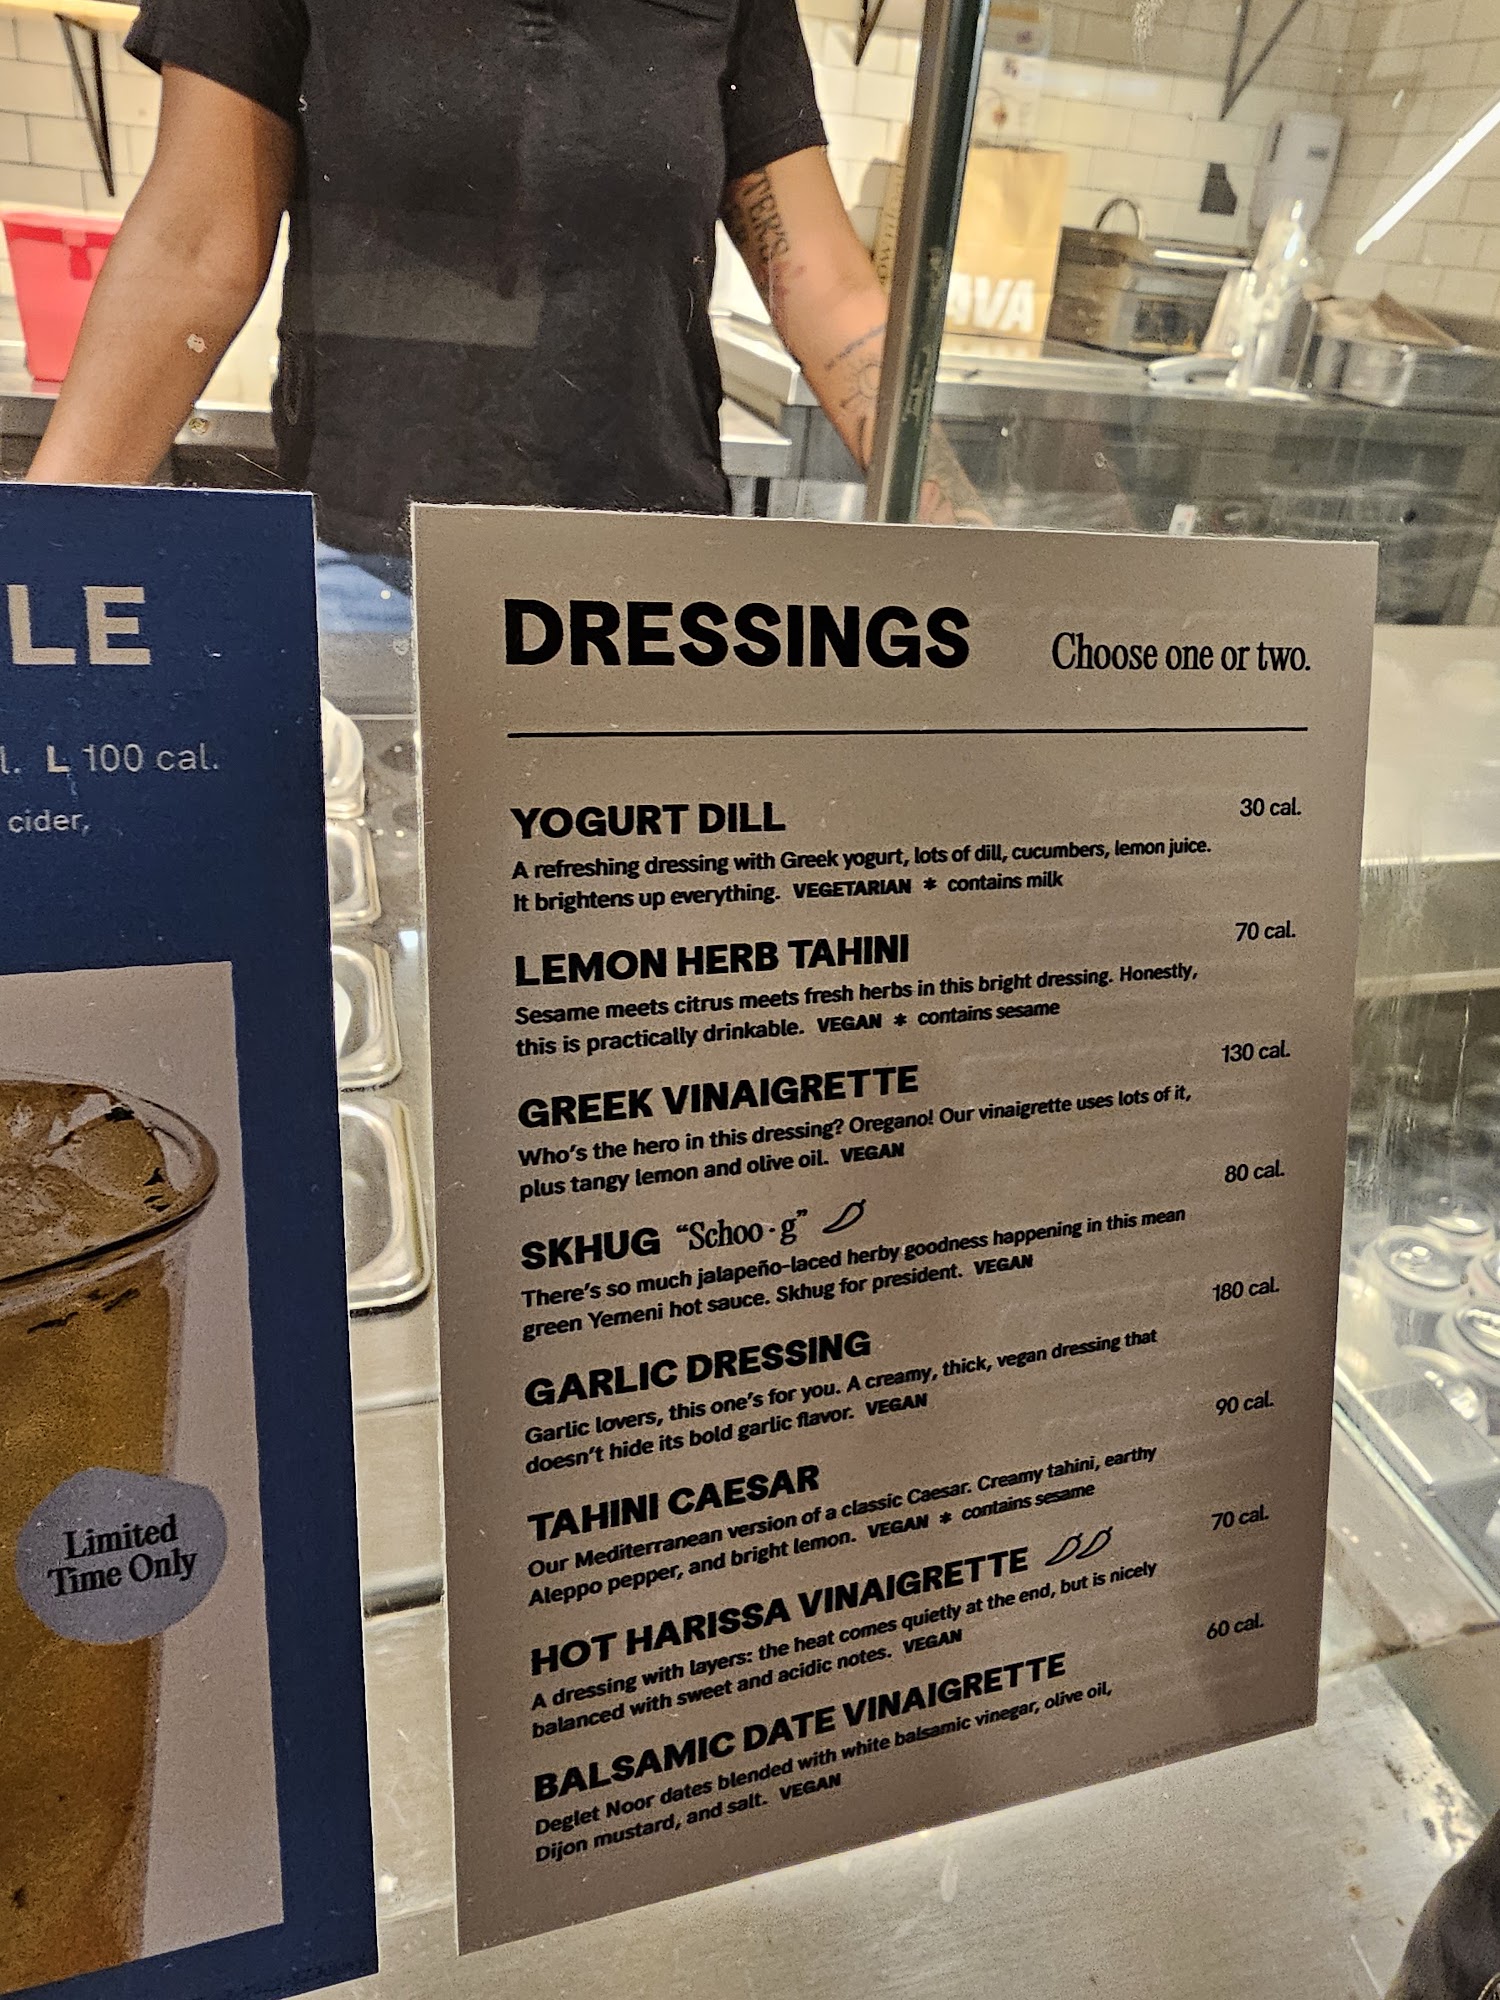 TER'S
AVA
LE
L 100 cal.
cider,
Limited
Time Only
DRESSINGS Choose one or two.
YOGURT DILL 30 cal.
A refreshing dressing with Greek yogurt, lots of dill, cucumbers, lemon juice.
It brightens up everything. VEGETARIAN * contains milk
LEMON HERB TAHINI 70 cal.
Sesame meets citrus meets fresh herbs in this bright dressing. Honestly,
this is practically drinkable. VEGAN * contains sesame
GREEK VINAIGRETTE 130 cal.
Who's the hero in this dressing? Oregano! Our vinaigrette uses lots of it,
plus tangy lemon and olive oil. VEGAN
SKHUG “Schoo · g” 80 cal.
There's so much jalapeño-laced herby goodness happening in this mean
green Yemeni hot sauce. Skhug for president. VEGAN
GARLIC DRESSING 180 cal.
Garlic lovers, this one's for you. A creamy, thick, vegan dressing that
doesn't hide its bold garlic flavor. VEGAN
TAHINI CAESAR 90 cal.
Our Mediterranean version of a classic Caesar. Creamy tahini, earthy
Aleppo pepper, and bright lemon. VEGAN * contains sesame
HOT HARISSA VINAIGRETTE 70 cal.
A dressing with layers: the heat comes quietly at the end, but is nicely
balanced with sweet and acidic notes. VEGAN
BALSAMIC DATE VINAIGRETTE 60 cal.
Deglet Noor dates blended with white balsamic vinegar, olive oil,
Dijon mustard, and salt. VEGAN